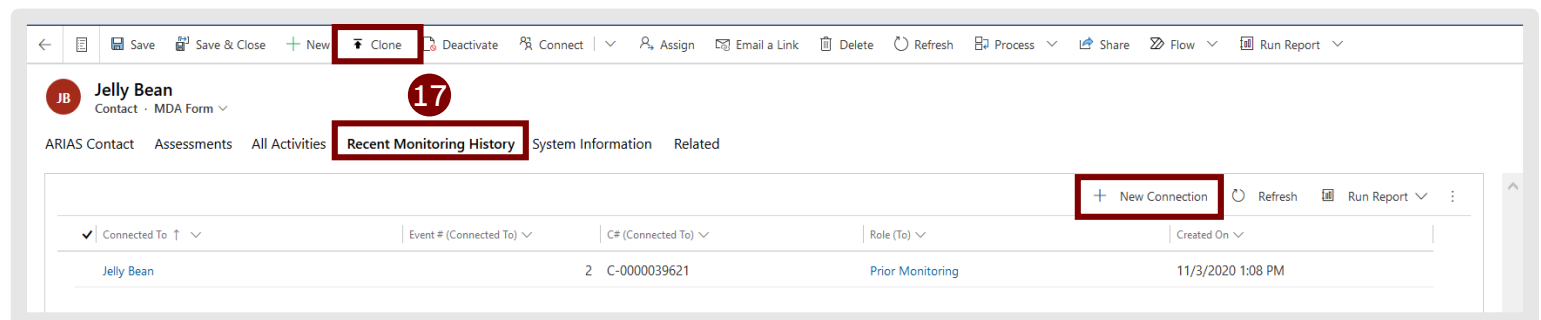 Save Save & Close New Clone Deactivate Connect Assign Email a Link Delete Refresh Process Share Flow Run Report
JB Jelly Bean
Contact · MDA Form
17
ARIAS Contact Assessments All Activities Recent Monitoring History System Information Related
New Connection Refresh Run Report
Connected To ↑ Event # (Connected To) C# (Connected To) Role (To) Created On
Jelly Bean 2 C-0000039621 Prior Monitoring 11/3/2020 1:08 PM